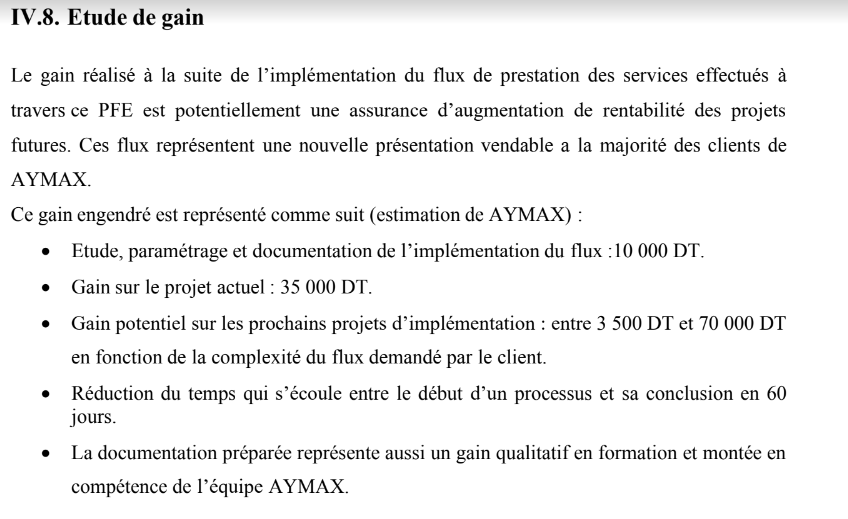 IV.8. Etude de gain
Le gain réalisé à la suite de l’implémentation du flux de prestation des services effectués à
travers ce PFE est potentiellement une assurance d’augmentation de rentabilité des projets
futures. Ces flux représentent une nouvelle présentation vendable a la majorité des clients de
AYMAX.
Ce gain engendré est représenté comme suit (estimation de AYMAX) :
• Etude, paramétrage et documentation de l’implémentation du flux :10 000 DT.
• Gain sur le projet actuel : 35 000 DT.
• Gain potentiel sur les prochains projets d’implémentation : entre 3 500 DT et 70 000 DT
en fonction de la complexité du flux demandé par le client.
• Réduction du temps qui s’écoule entre le début d’un processus et sa conclusion en 60
jours.
• La documentation préparée représente aussi un gain qualitatif en formation et montée en
compétence de l’équipe AYMAX.